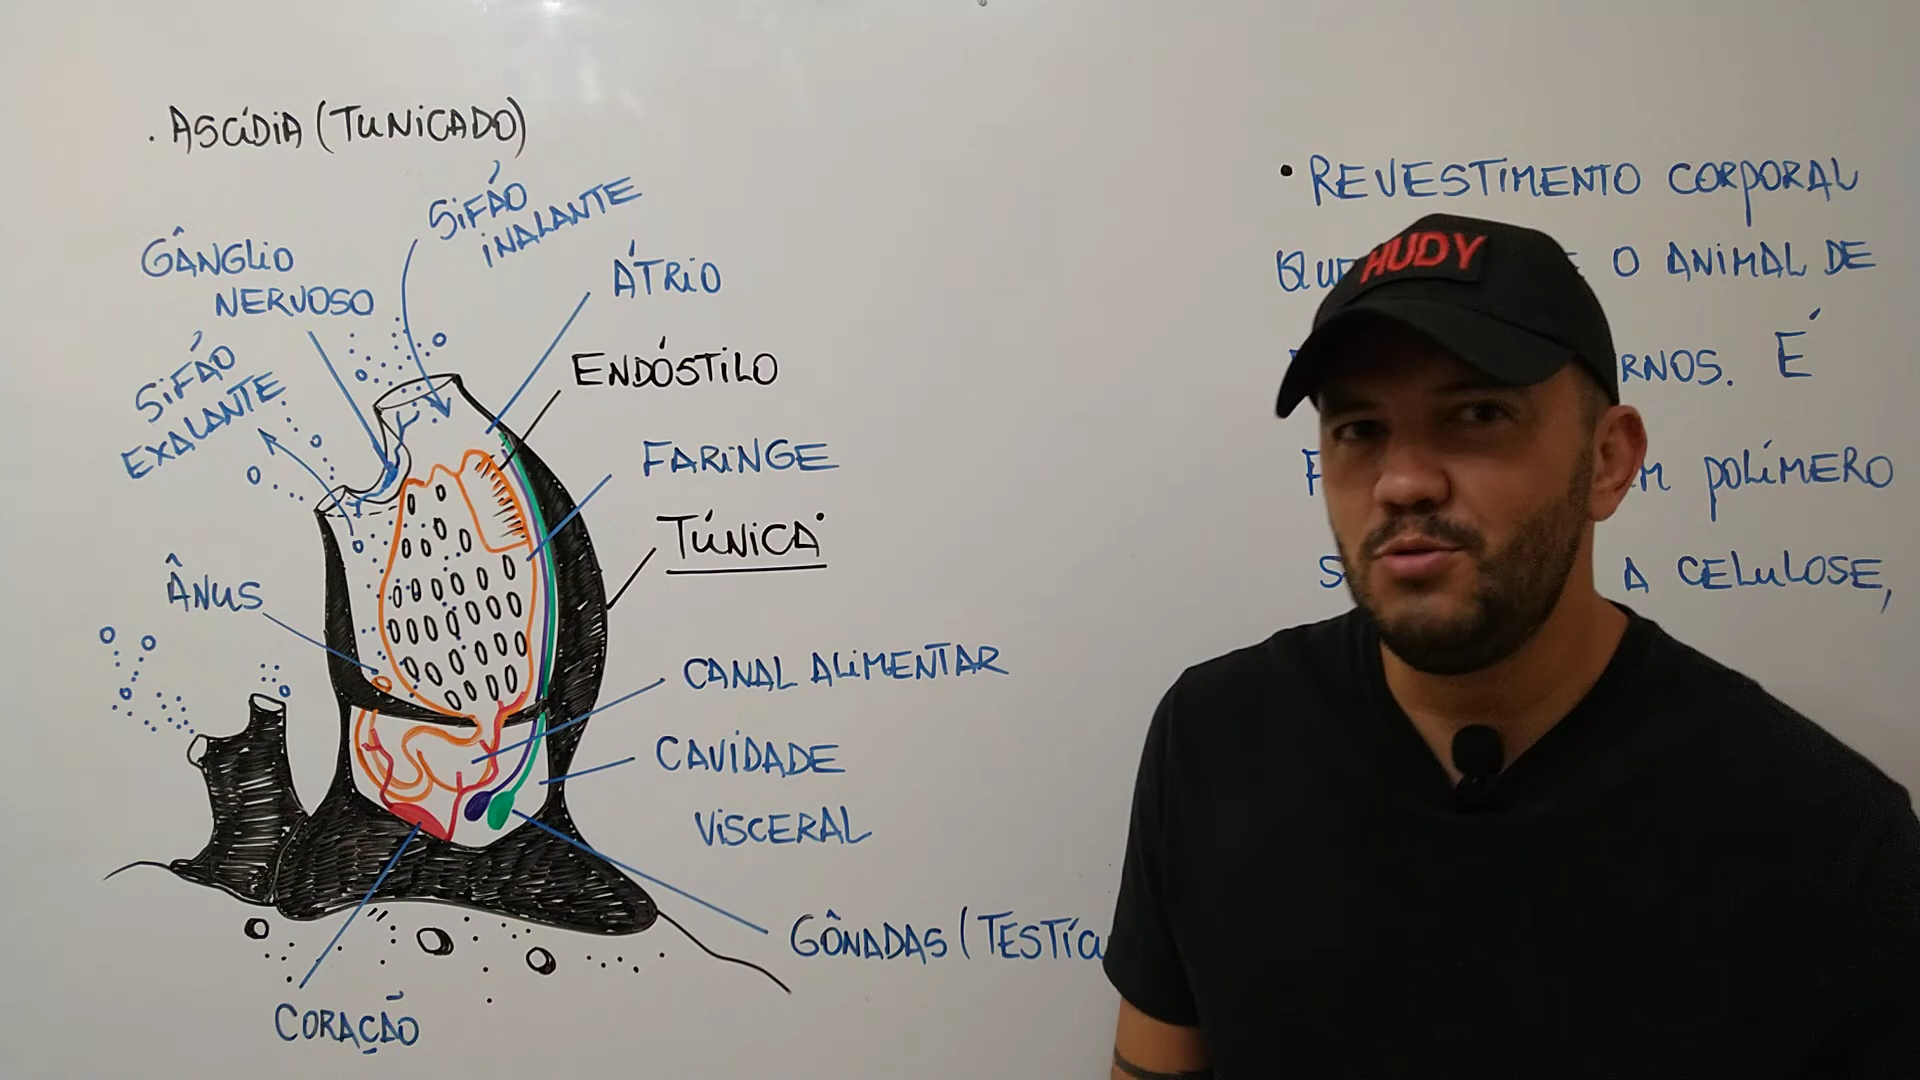 . ASCÍDIA (TUNICADO)
SIFÃO
INALANTE
GÂNGLIO
NERVOSO
ÁTRIO
SIFÃO
EXALANTE
ENDÓSTILO
FARINGE
TÚNICA
ÂNUS
CANAL ALIMENTAR
CAVIDADE
VISCERAL
GÔNADAS (TESTÍCU
CORAÇÃO
• REVESTIMENTO CORPORAL
O ANIMAL DE
RNOS. É
POLÍMERO
A CELULOSE,
HUDY